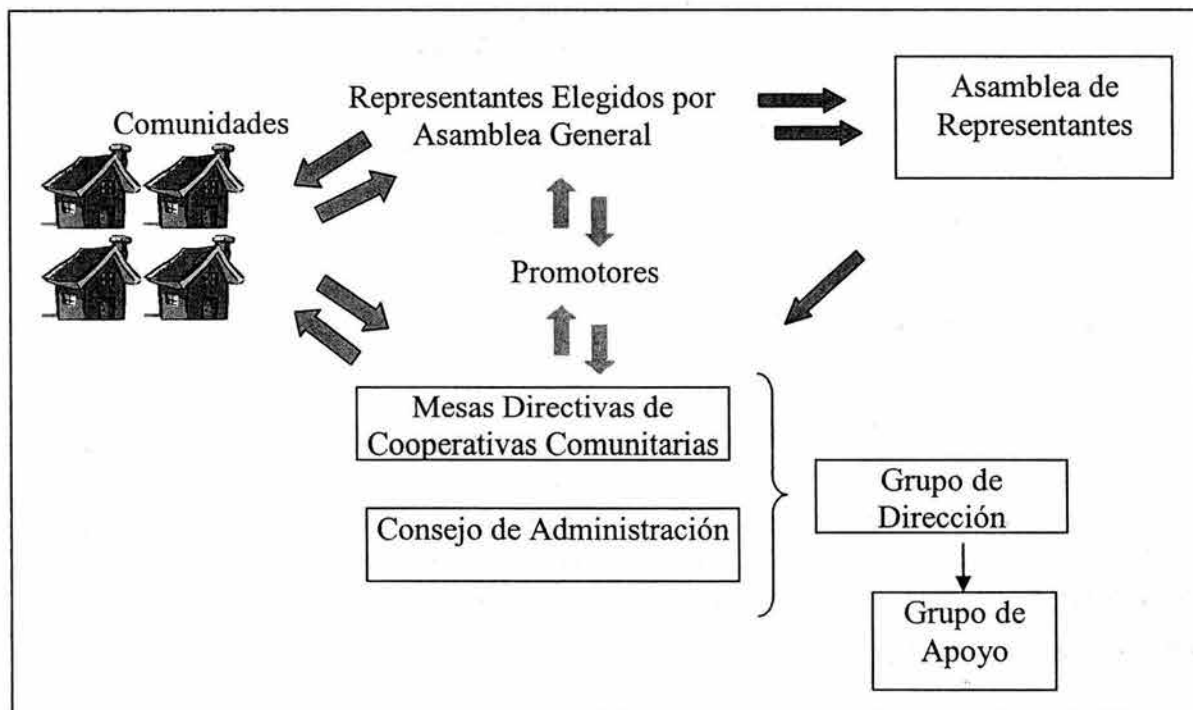 Comunidades
Representantes Elegidos por
Asamblea General
Asamblea de
Representantes
Promotores
Mesas Directivas de
Cooperativas Comunitarias
Consejo de Administración
Grupo de
Dirección
Grupo de
Apoyo